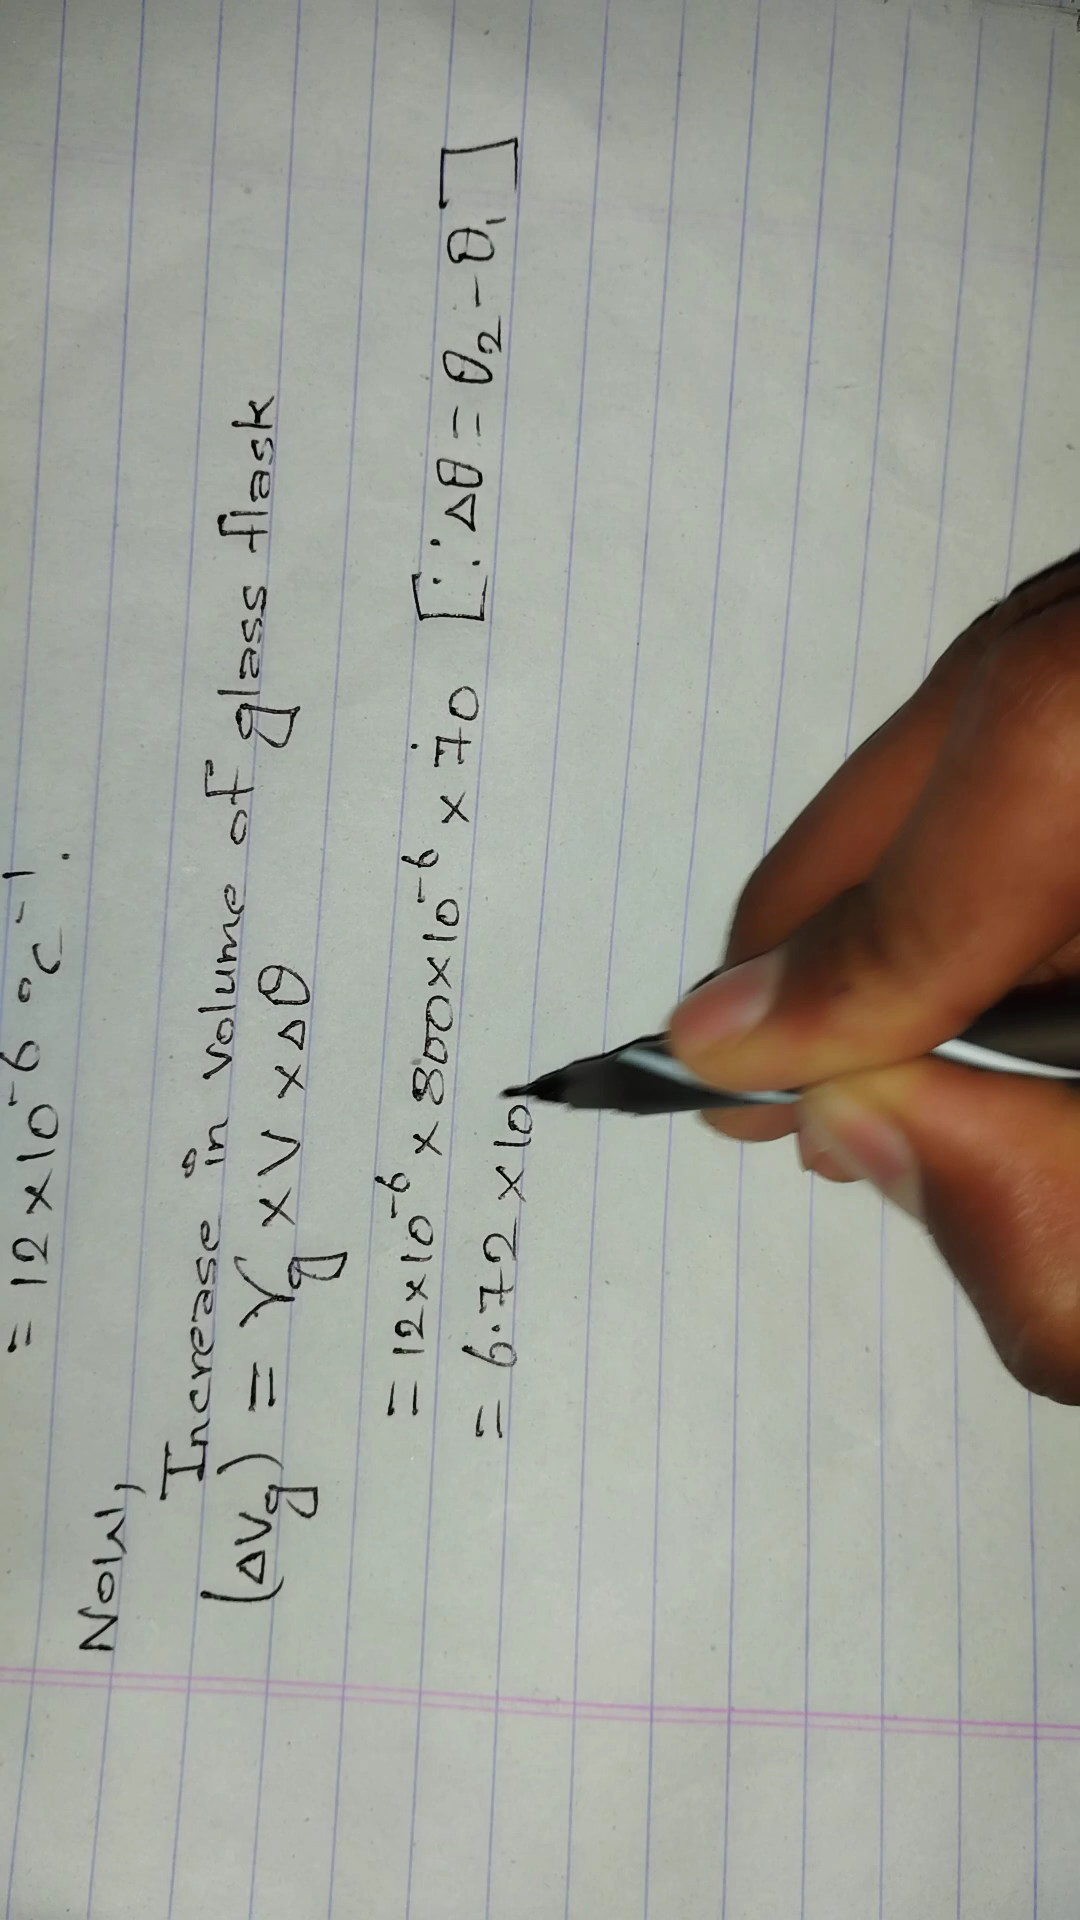 = 12 × 10⁻⁶ °C⁻¹.
Now,
Increase in volume of glass flask
(ΔVg) = γg × V × Δθ
= 12×10⁻⁶ × 800×10⁻⁶ × 70 [∵ Δθ = θ₂ - θ₁]
= 6.72 × 10